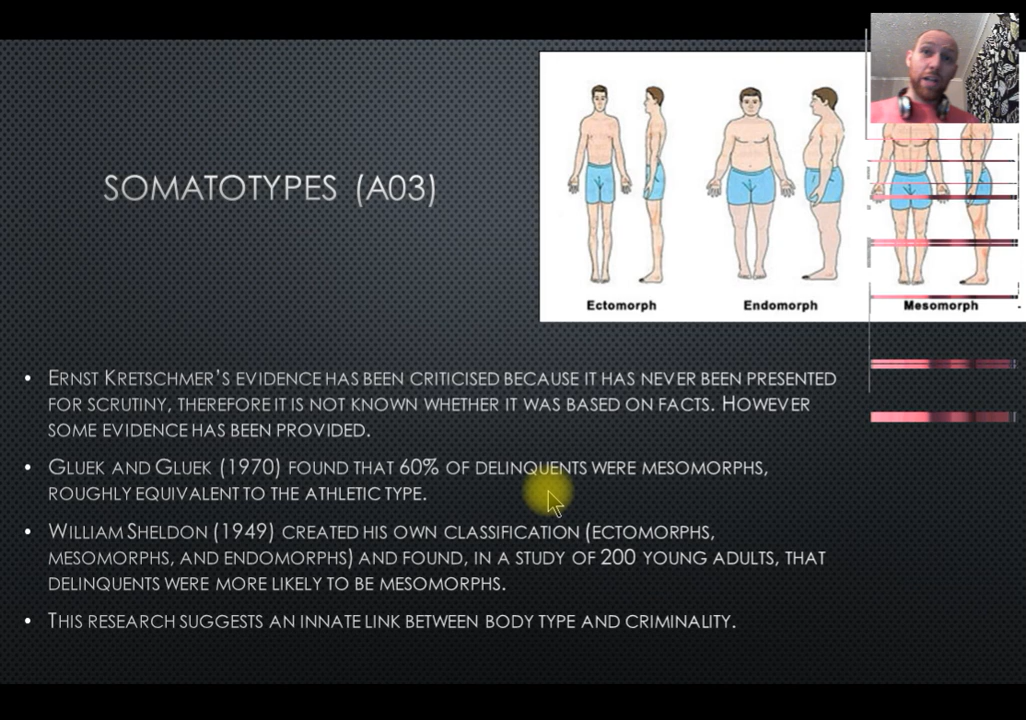 SOMATOTYPES (A03)
Ectomorph
Endomorph
Mesomorph
• ERNST KRETSCHMER'S EVIDENCE HAS BEEN CRITICISED BECAUSE IT HAS NEVER BEEN PRESENTED
FOR SCRUTINY, THEREFORE IT IS NOT KNOWN WHETHER IT WAS BASED ON FACTS. HOWEVER
SOME EVIDENCE HAS BEEN PROVIDED.
• GLUEK AND GLUEK (1970) FOUND THAT 60% OF DELINQUENTS WERE MESOMORPHS,
ROUGHLY EQUIVALENT TO THE ATHLETIC TYPE.
• WILLIAM SHELDON (1949) CREATED HIS OWN CLASSIFICATION (ECTOMORPHS,
MESOMORPHS, AND ENDOMORPHS) AND FOUND, IN A STUDY OF 200 YOUNG ADULTS, THAT
DELINQUENTS WERE MORE LIKELY TO BE MESOMORPHS.
• THIS RESEARCH SUGGESTS AN INNATE LINK BETWEEN BODY TYPE AND CRIMINALITY.